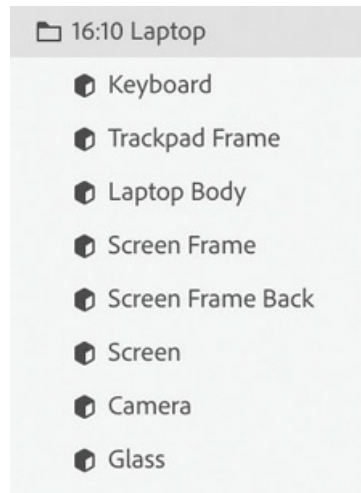 16:10 Laptop
Keyboard
Trackpad Frame
Laptop Body
Screen Frame
Screen Frame Back
Screen
Camera
Glass